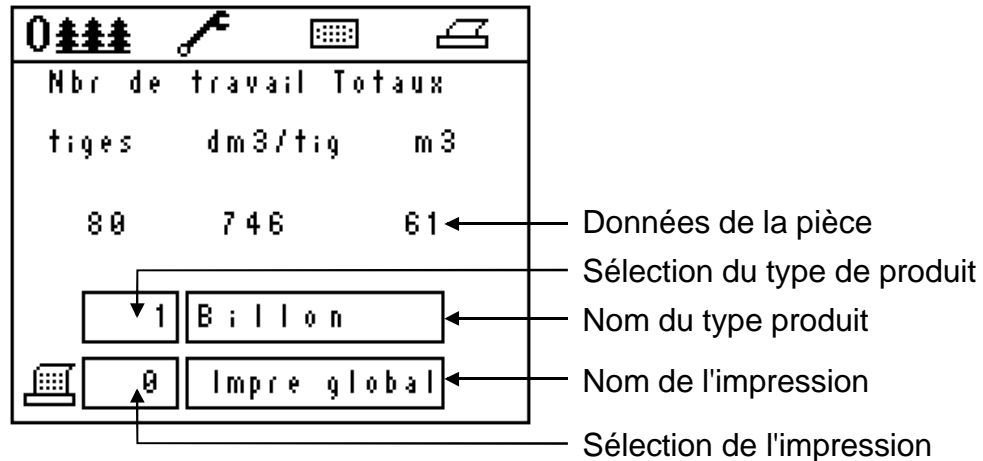 0
Nbr de travail Totaux
tiges dm3/tig m3
80 746 61
Données de la pièce
Sélection du type de produit
1 Billon
Nom du type produit
0 Impre global
Nom de l'impression
Sélection de l'impression